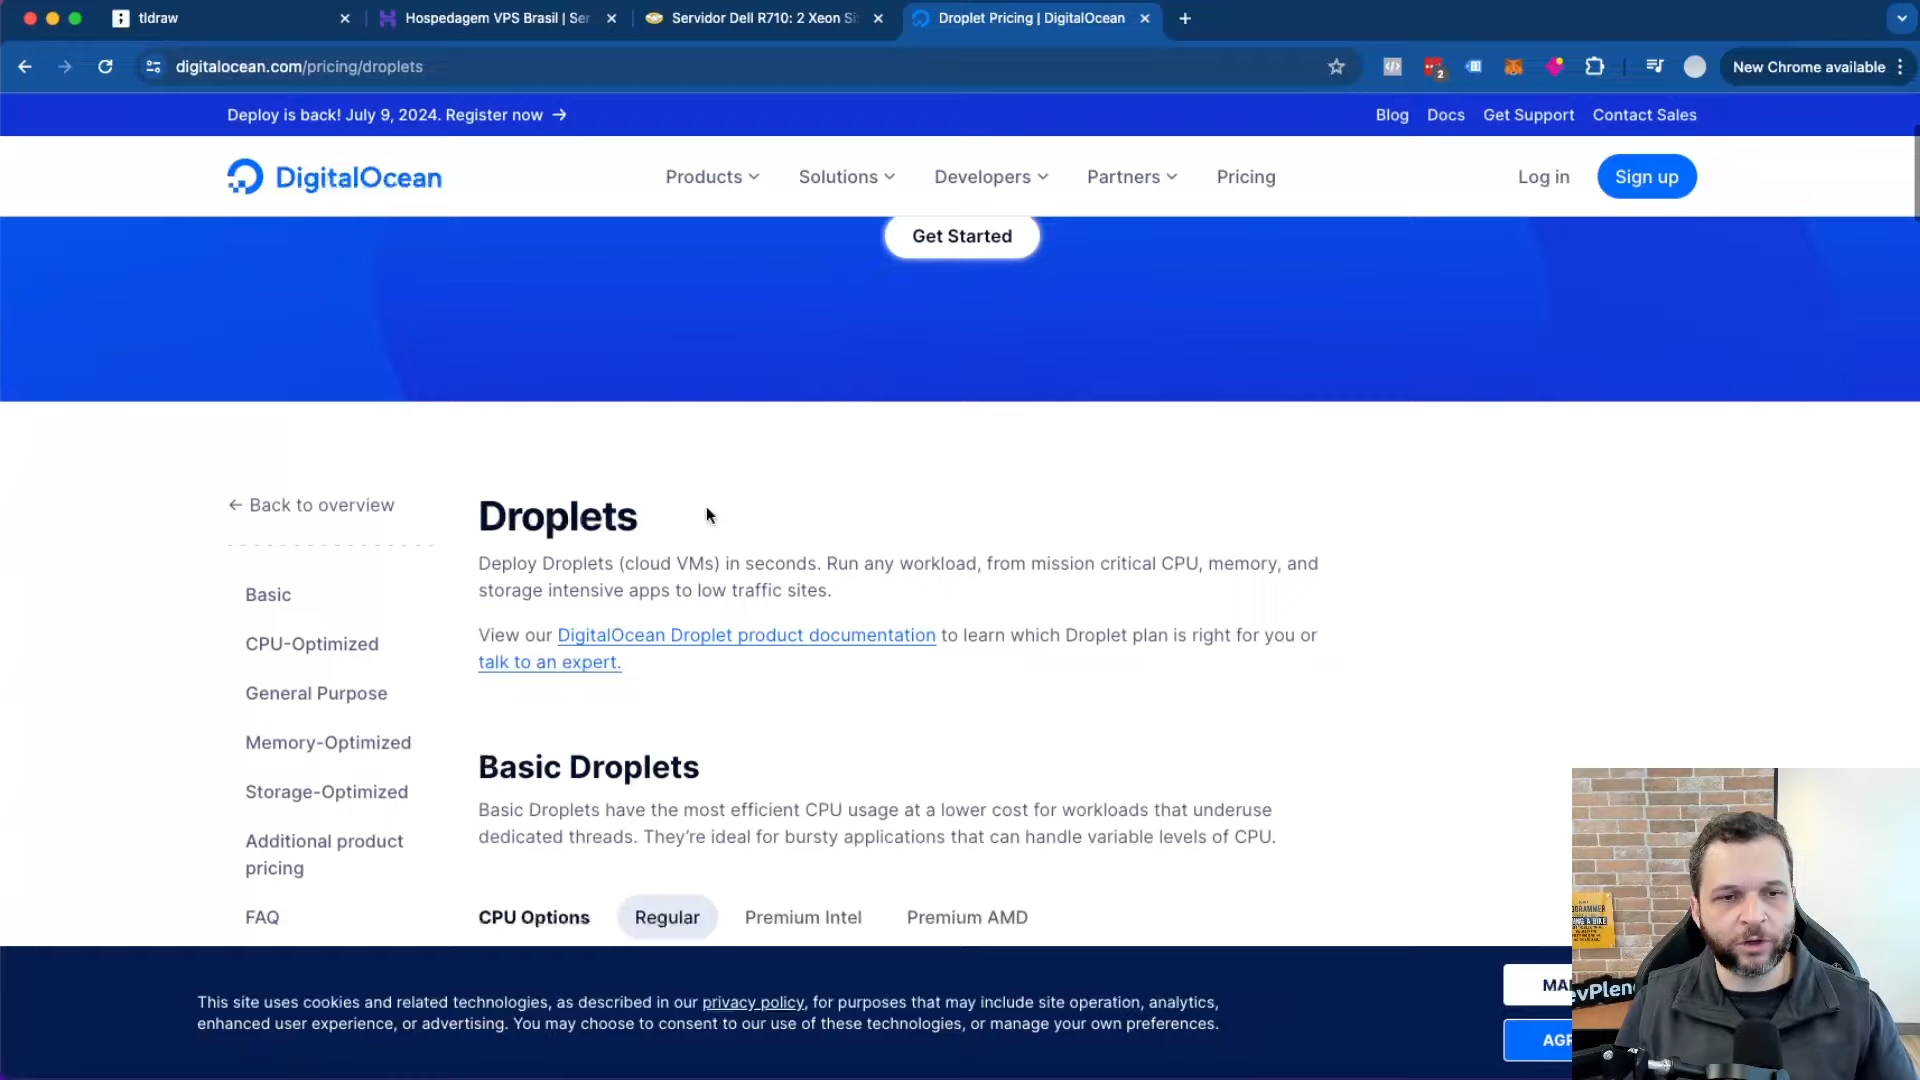 tldraw
Hospedagem VPS Brasil | Ser
Servidor Dell R710: 2 Xeon Si
Droplet Pricing | DigitalOcean
digitalocean.com/pricing/droplets
2
New Chrome available
Deploy is back! July 9, 2024. Register now →
Blog Docs Get Support Contact Sales
DigitalOcean
Products Solutions Developers Partners Pricing
Log in Sign up
Get Started
← Back to overview
Basic
CPU-Optimized
General Purpose
Memory-Optimized
Storage-Optimized
Additional product
pricing
FAQ
Droplets
Deploy Droplets (cloud VMs) in seconds. Run any workload, from mission critical CPU, memory, and
storage intensive apps to low traffic sites.
View our DigitalOcean Droplet product documentation to learn which Droplet plan is right for you or
talk to an expert.
Basic Droplets
Basic Droplets have the most efficient CPU usage at a lower cost for workloads that underuse
dedicated threads. They're ideal for bursty applications that can handle variable levels of CPU.
CPU Options Regular Premium Intel Premium AMD
This site uses cookies and related technologies, as described in our privacy policy, for purposes that may include site operation, analytics,
enhanced user experience, or advertising. You may choose to consent to our use of these technologies, or manage your own preferences.
MA
AGR
evPlen